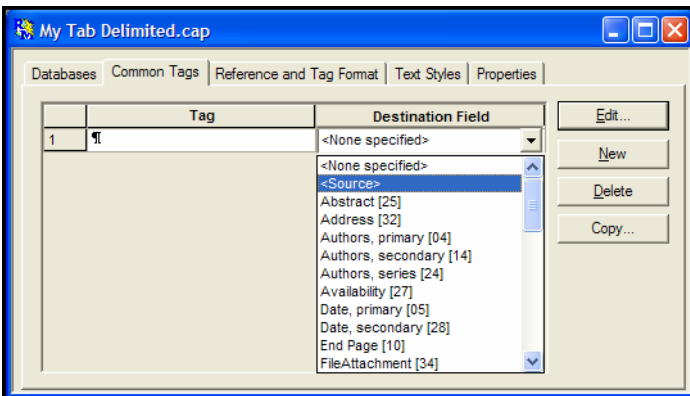 My Tab Delimited.cap
Databases Common Tags Reference and Tag Format Text Styles Properties
Tag Destination Field
1 ¶ <None specified>
<None specified>
<Source>
Abstract [25]
Address [32]
Authors, primary [04]
Authors, secondary [14]
Authors, series [24]
Availability [27]
Date, primary [05]
Date, secondary [28]
End Page [10]
FileAttachment [34]
Edit...
New
Delete
Copy...